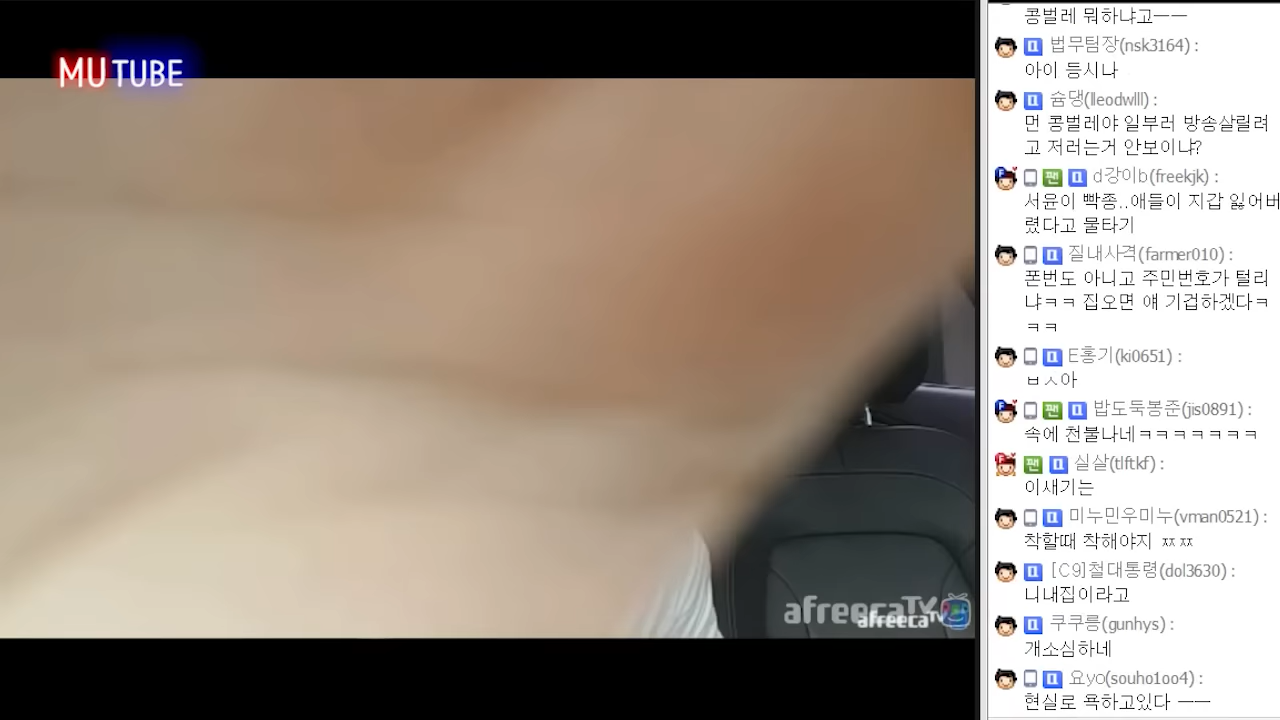 MUTUBE
afreecaTV
afreecaTV
콩벌레 뭐하냐고ㅡㅡ
법무팀장(nsk3164) :
아이 등시나
슘댕(lleodwlll) :
먼 콩벌레야 일부러 방송살릴려
고 저러는거 안보이냐?
팬 d강이b(freekjk) :
서윤이 빡종..애들이 지갑 잃어버
렸다고 물타기
질내사격(farmer010) :
폰번도 아니고 주민번호가 털리
냐ㅋㅋ 집오면 얘 기겁하겠다ㅋ
ㅋㅋ
E홍기(ki0651) :
ㅂㅅ아
팬 밥도둑봉준(jis0891) :
속에 천불나네ㅋㅋㅋㅋㅋㅋㅋ
팬 실살(tlftkf) :
이새기는
미누민우미누(vman0521) :
착할때 착해야지 ㅉㅉ
[C9]철대통령(dol3630) :
니내집이라고
쿠쿠릉(gunhys) :
개소심하네
요yo(souho1oo4) :
현실로 욕하고있다 ㅡㅡ